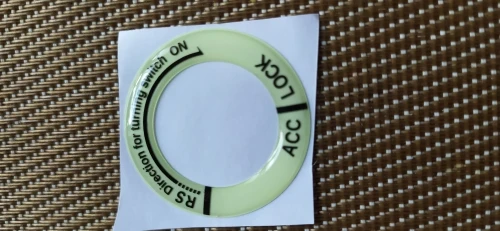 LOCK
ACC
RS Direction for turning switch ON